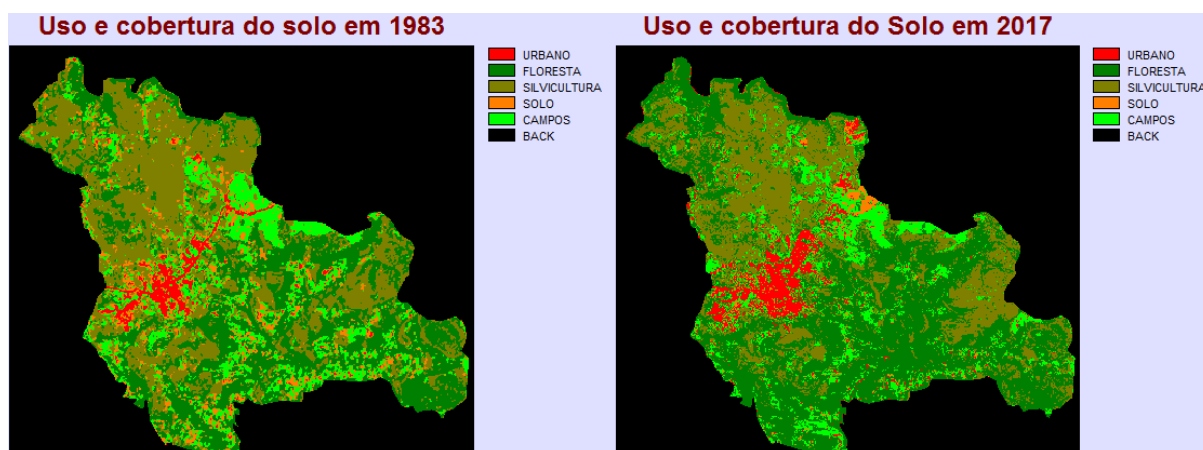 Uso e cobertura do solo em 1983
URBANO
FLORESTA
SILVICULTURA
SOLO
CAMPOS
BACK
Uso e cobertura do Solo em 2017
URBANO
FLORESTA
SILVICULTURA
SOLO
CAMPOS
BACK